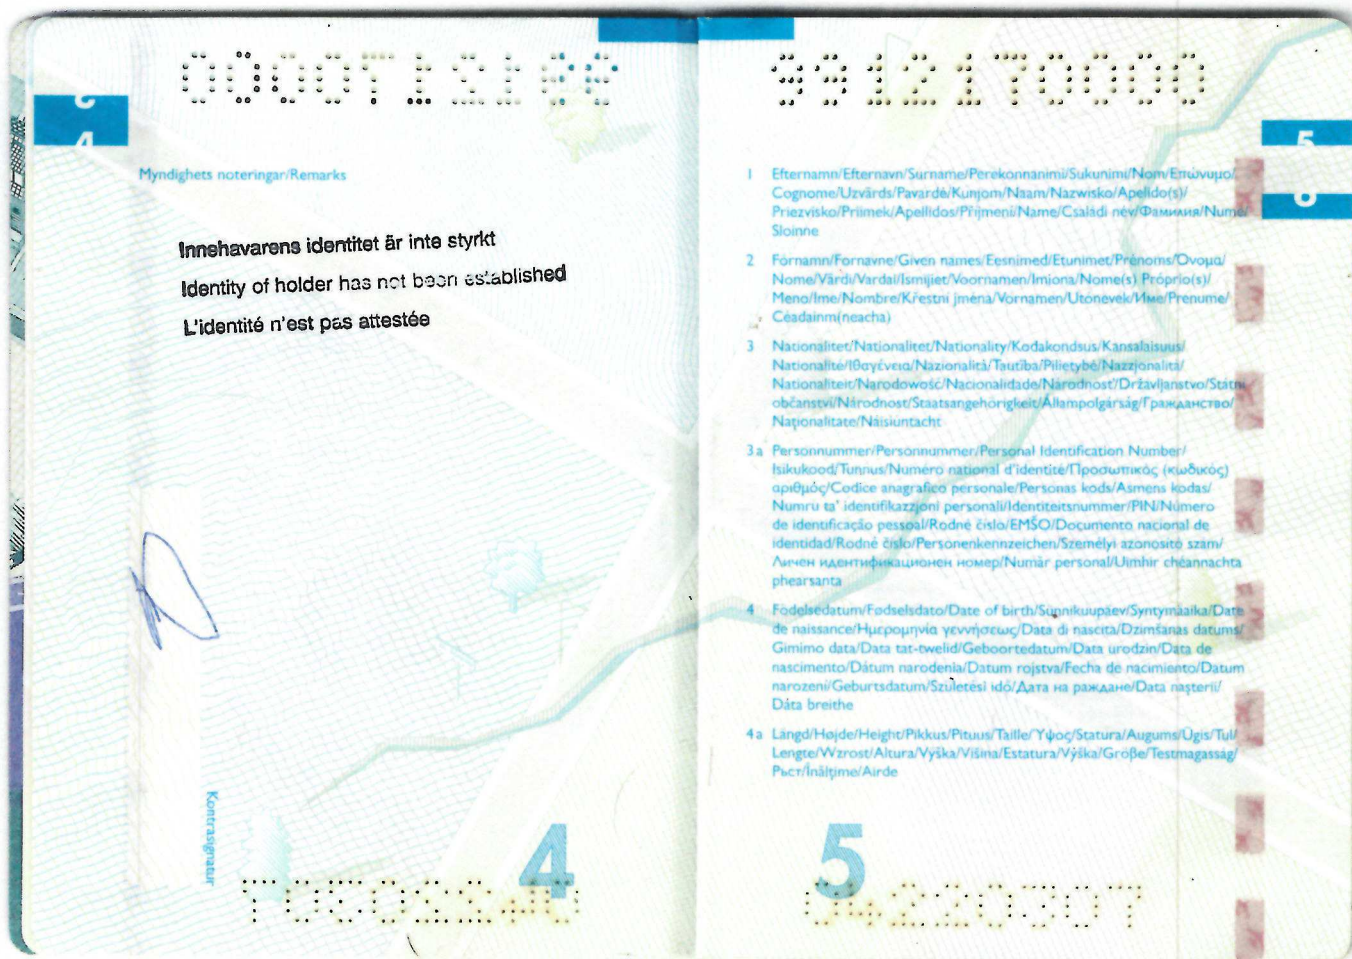 4
Myndighets noteringar/Remarks
Innehavarens identitet är inte styrkt
Identity of holder has not been established
L'identité n'est pas attestée
Kontrasignatur
4
9912170000
5
6
1 Efternamn/Efternavn/Surname/Perekonnanimi/Sukunimi/Nom/Επώνυμο/
Cognome/Uzvārds/Pavardė/Kunjom/Naam/Nazwisko/Apelido(s)/
Priezvisko/Priimek/Apellidos/Příjmení/Name/Családi név/Фамилия/Nume/
Sloinne
2 Förnamn/Fornavne/Given names/Eesnimed/Etunimet/Prénoms/Όνομα/
Nome/Vārdi/Vardai/Ismijiet/Voornamen/Imiona/Nome(s) Próprio(s)/
Meno/Ime/Nombre/Křestní jména/Vornamen/Utónevek/Име/Prenume/
Céadainm(neacha)
3 Nationalitet/Nationalitet/Nationality/Kodakondsus/Kansalaisuus/
Nationalité/Ιθαγένεια/Nazionalità/Tautība/Pilietybė/Nazzjonalità/
Nationaliteit/Narodowość/Nacionalidade/Národnosť/Državljanstvo/Státní
občanství/Národnost/Staatsangehörigkeit/Állampolgárság/Гражданство/
Naţionalitate/Náisiúntacht
3a Personnummer/Personnummer/Personal Identification Number/
Isikukood/Tunnus/Numéro national d'identité/Προσωπικός (κωδικός)
αριθμός/Codice anagrafico personale/Personas kods/Asmens kodas/
Numru ta' identifikazzjoni personali/Identiteitsnummer/PIN/Número
de identificação pessoal/Rodné číslo/EMŠO/Documento nacional de
identidad/Rodné číslo/Personenkennzeichen/Személyi azonosító szám/
Личен идентификационен номер/Număr personal/Uimhir chéannachta
phearsanta
4 Födelsedatum/Fødselsdato/Date of birth/Sünnikuupäev/Syntymäaika/Date
de naissance/Ημερομηνία γεννήσεως/Data di nascita/Dzimšanas datums/
Gimimo data/Data tat-twelid/Geboortedatum/Data urodzin/Data de
nascimento/Dátum narodenia/Datum rojstva/Fecha de nacimiento/Datum
narození/Geburtsdatum/Születési idő/Дата на раждане/Data naşterii/
Dáta breithe
4a Längd/Højde/Height/Pikkus/Pituus/Taille/Ύψος/Statura/Augums/Ūgis/Tul/
Lengte/Wzrost/Altura/Výška/Višina/Estatura/Výška/Größe/Testmagasság/
Ръст/Înălţime/Airde
5
04220307